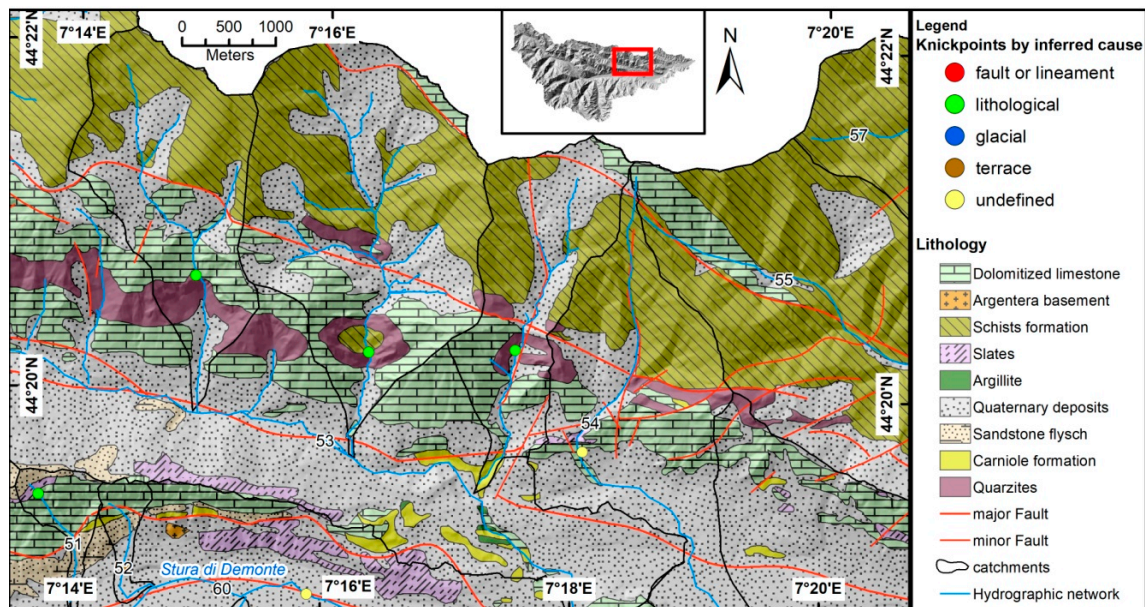 44°22'N
7°14'E
0 500 1000
Meters
7°16'E
N
7°20'E
44°22'N
57
55
44°20'N
44°20'N
53
54
51
52
Stura di Demonte
60
7°14'E
7°16'E
7°18'E
7°20'E
Legend
Knickpoints by inferred cause
fault or lineament
lithological
glacial
terrace
undefined
Lithology
Dolomitized limestone
Argentera basement
Schists formation
Slates
Argillite
Quaternary deposits
Sandstone flysch
Carniole formation
Quarzites
major Fault
minor Fault
catchments
Hydrographic network